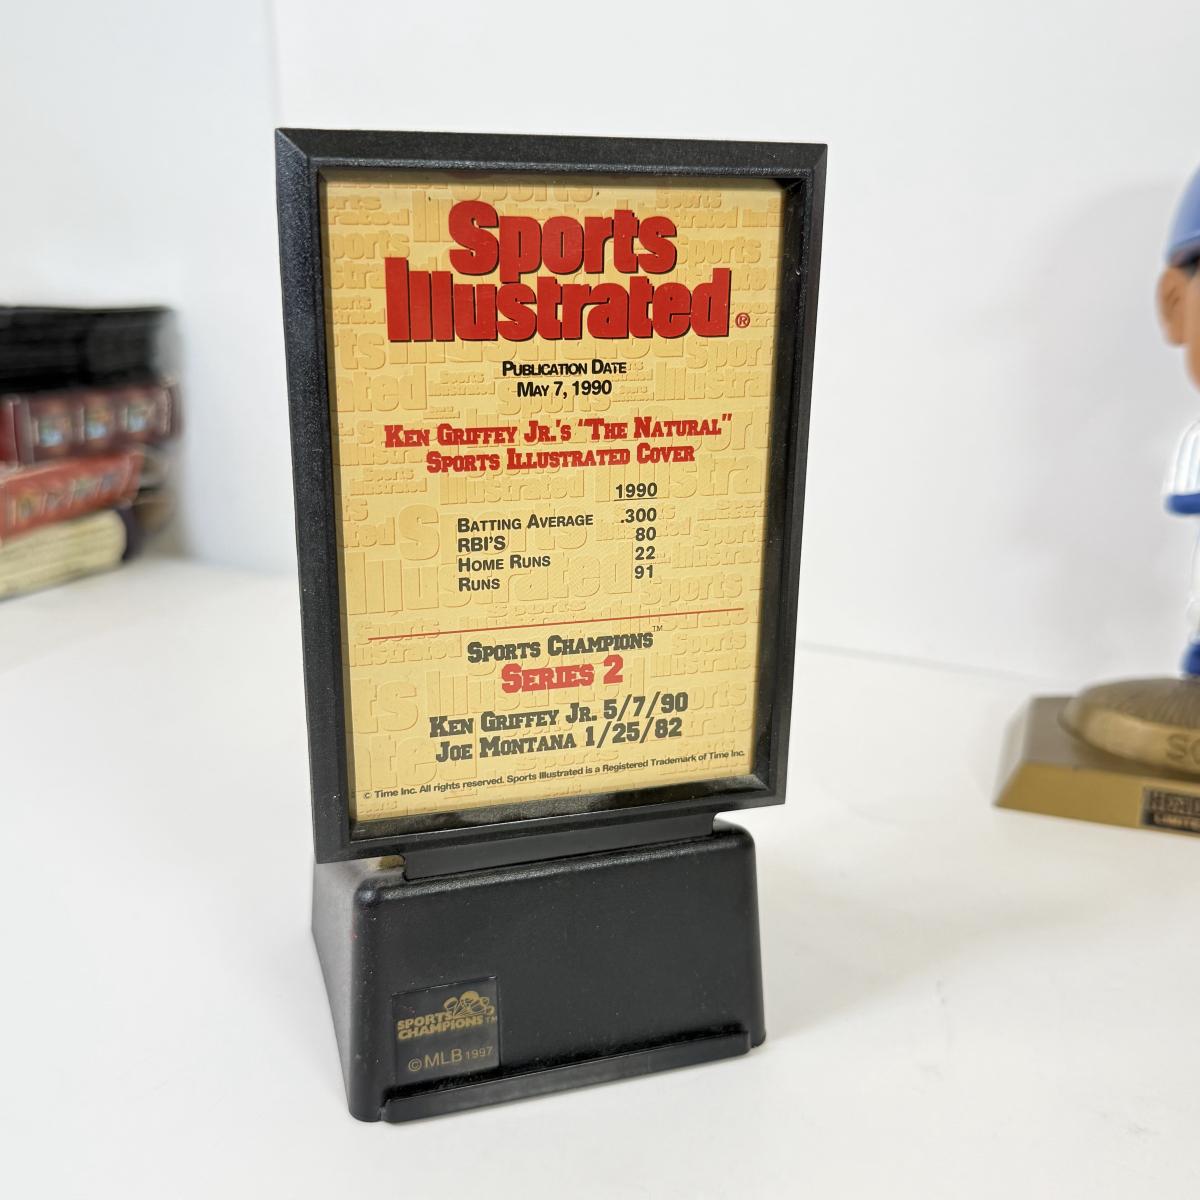 Sports
Illustrated®
PUBLICATION DATE
MAY 7, 1990
KEN GRIFFEY JR.'S "THE NATURAL"
SPORTS ILLUSTRATED COVER
1990
BATTING AVERAGE .300
RBI'S 80
HOME RUNS 22
RUNS 91
SPORTS CHAMPIONS™
SERIES 2
KEN GRIFFEY JR. 5/7/90
JOE MONTANA 1/25/82
© Time Inc. All rights reserved. Sports Illustrated is a Registered Trademark of Time Inc.
SPORTS
CHAMPIONS™
©MLB 1997